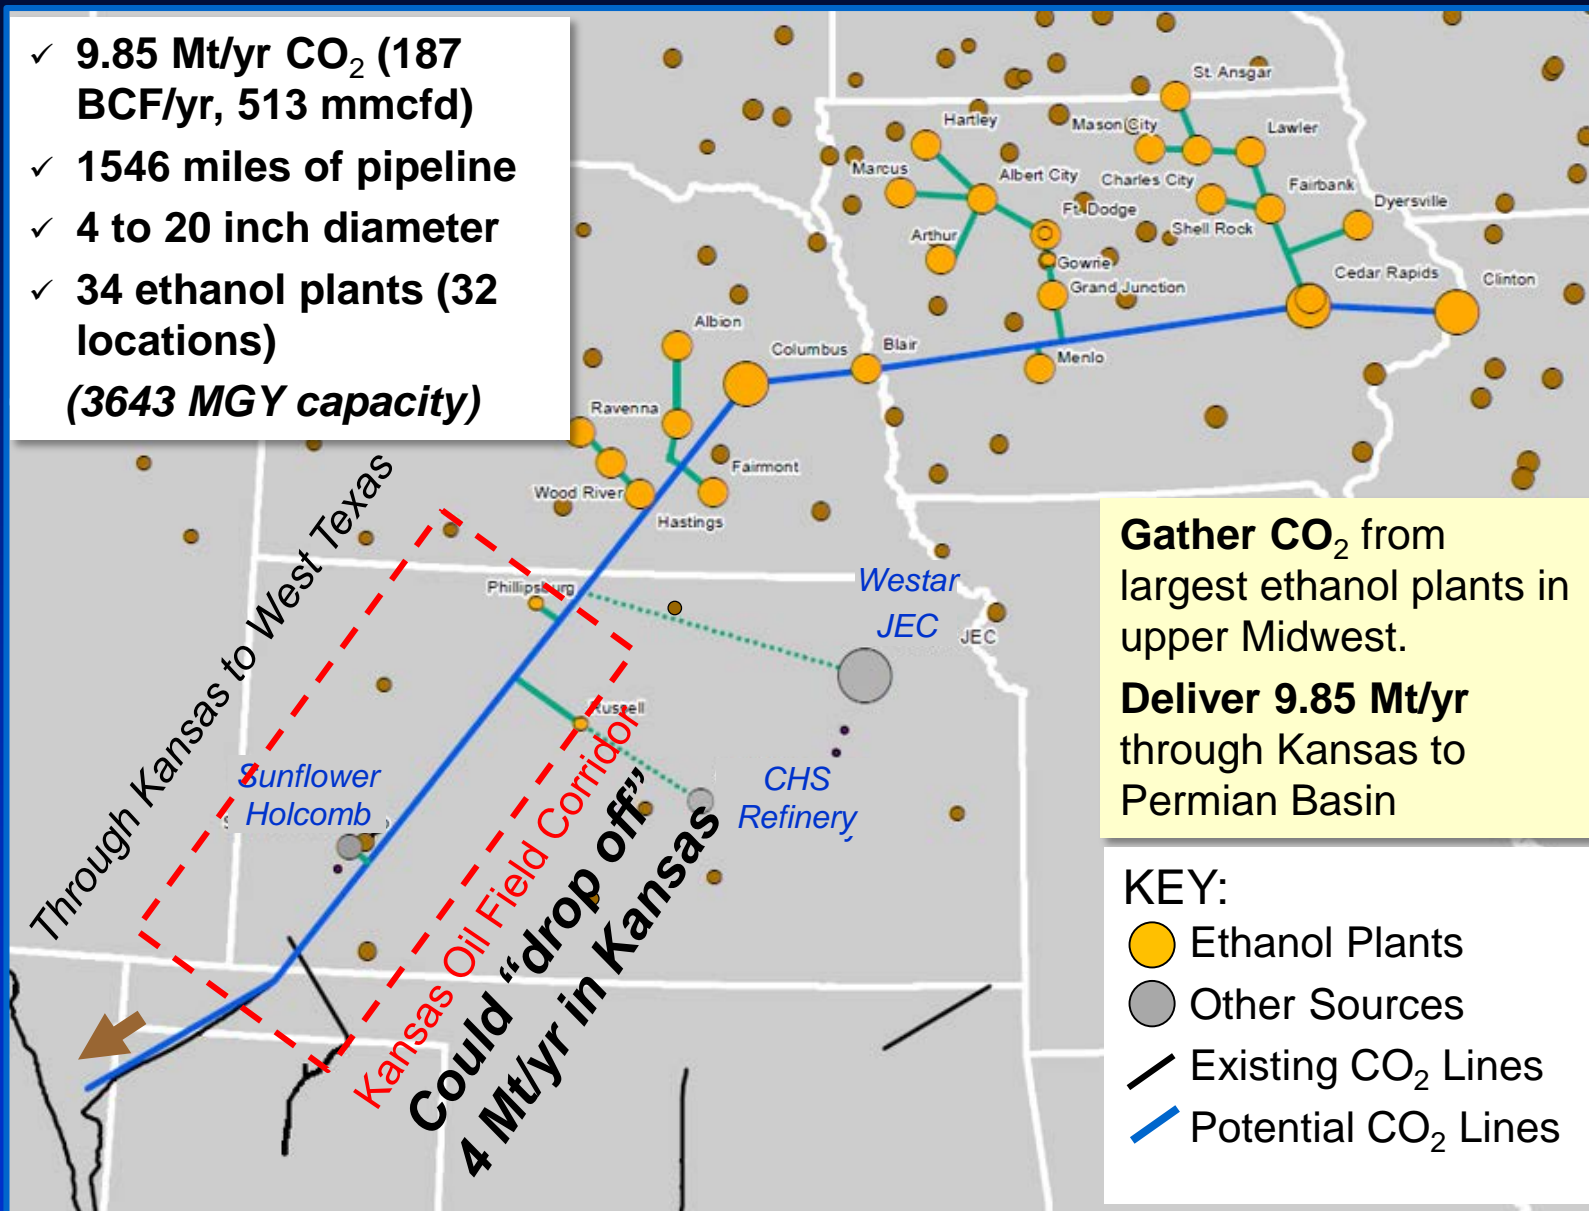 ✓ 9.85 Mt/yr CO₂ (187
BCF/yr, 513 mmcfd)
✓ 1546 miles of pipeline
✓ 4 to 20 inch diameter
✓ 34 ethanol plants (32
locations)
(3643 MGY capacity)
St. Ansgar
Hartley
Mason City
Lawler
Marcus
Albert City
Charles City
Fairbank
Dyersville
Ft. Dodge
Shell Rock
Arthur
Gowrie
Grand Junction
Cedar Rapids
Clinton
Albion
Columbus
Blair
Menlo
Ravenna
Fairmont
Wood River
Hastings
Through Kansas to West Texas
Phillipsburg
Westar
JEC
JEC
Russell
Sunflower
Holcomb
CHS
Refinery
Kansas Oil Field Corridor
Could “drop off”
4 Mt/yr in Kansas
Gather CO₂ from
largest ethanol plants in
upper Midwest.
Deliver 9.85 Mt/yr
through Kansas to
Permian Basin
KEY:
Ethanol Plants
Other Sources
Existing CO₂ Lines
Potential CO₂ Lines